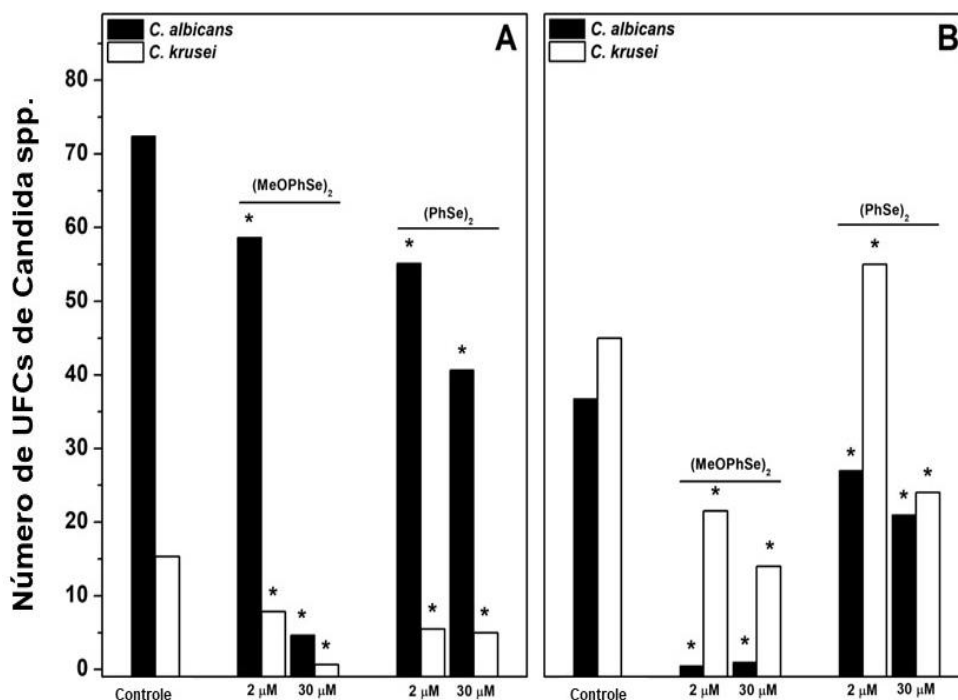 Número de UFCs de Candida spp.
80
70
60
50
40
30
20
10
0
C. albicans
C. krusei
A
(MeOPhSe)2
(PhSe)2
*
*
*
*
*
*
*
*
Controle
2 µM
30 µM
2 µM
30 µM
C. albicans
C. krusei
B
(PhSe)2
(MeOPhSe)2
*
*
*
*
*
*
*
*
Controle
2 µM
30 µM
2 µM
30 µM